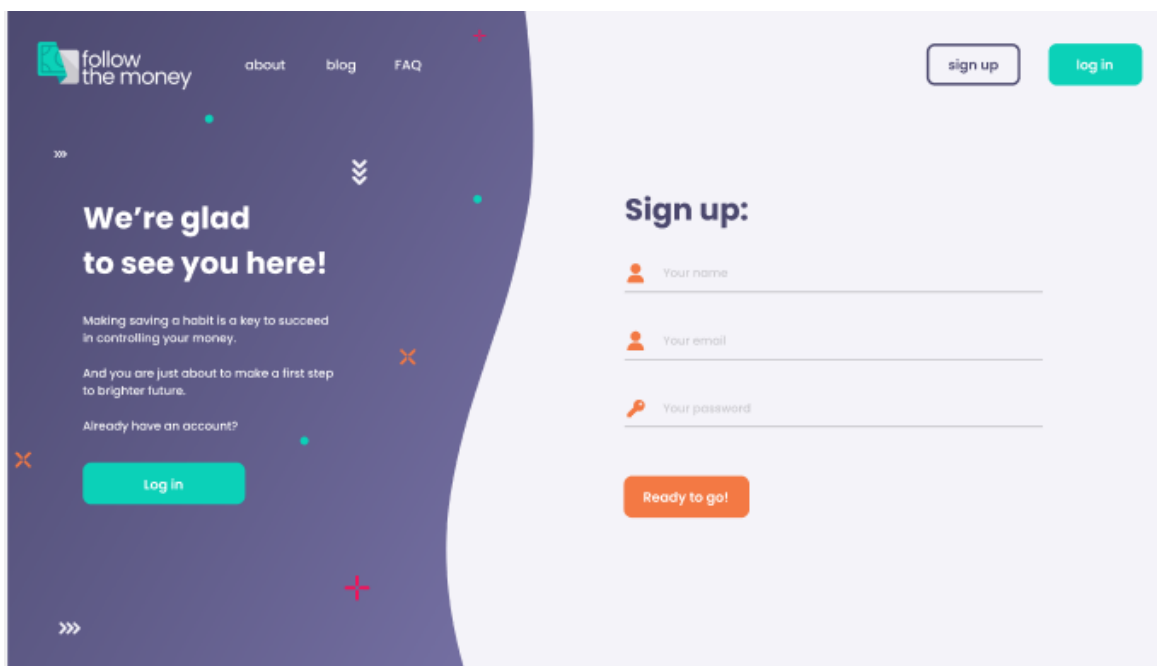 follow
the money
about
blog
FAQ
sign up
log in
We're glad
to see you here!
Making saving a habit is a key to succeed
in controlling your money.
And you are just about to make a first step
to brighter future.
Already have an account?
Log in
Sign up:
Your name
Your email
Your password
Ready to go!